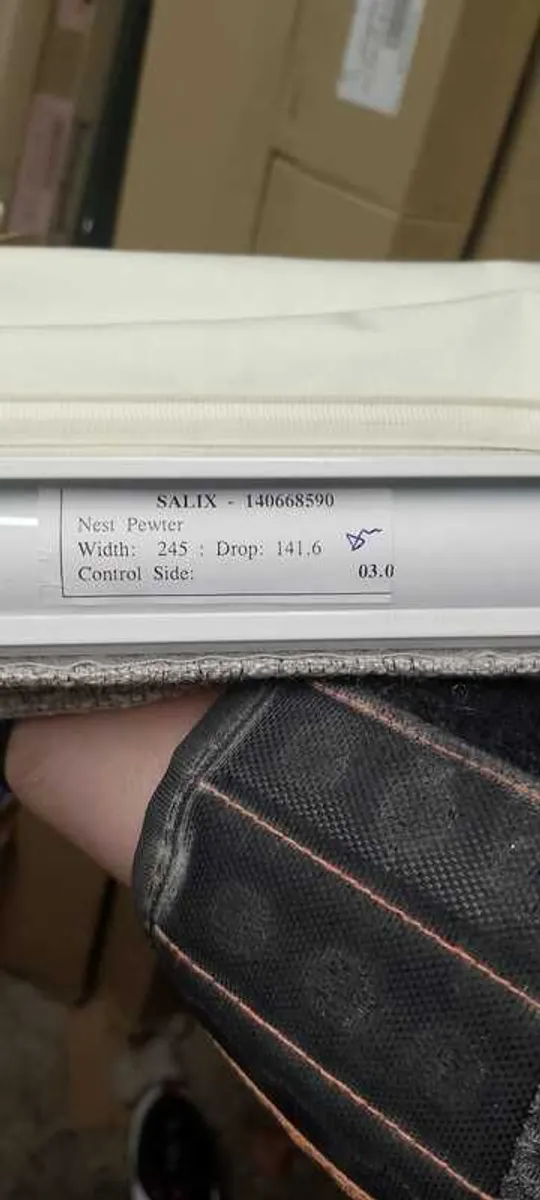 SALIX - 140668590
Nest Pewter
Width: 245 : Drop: 141.6
Control Side: 03.0